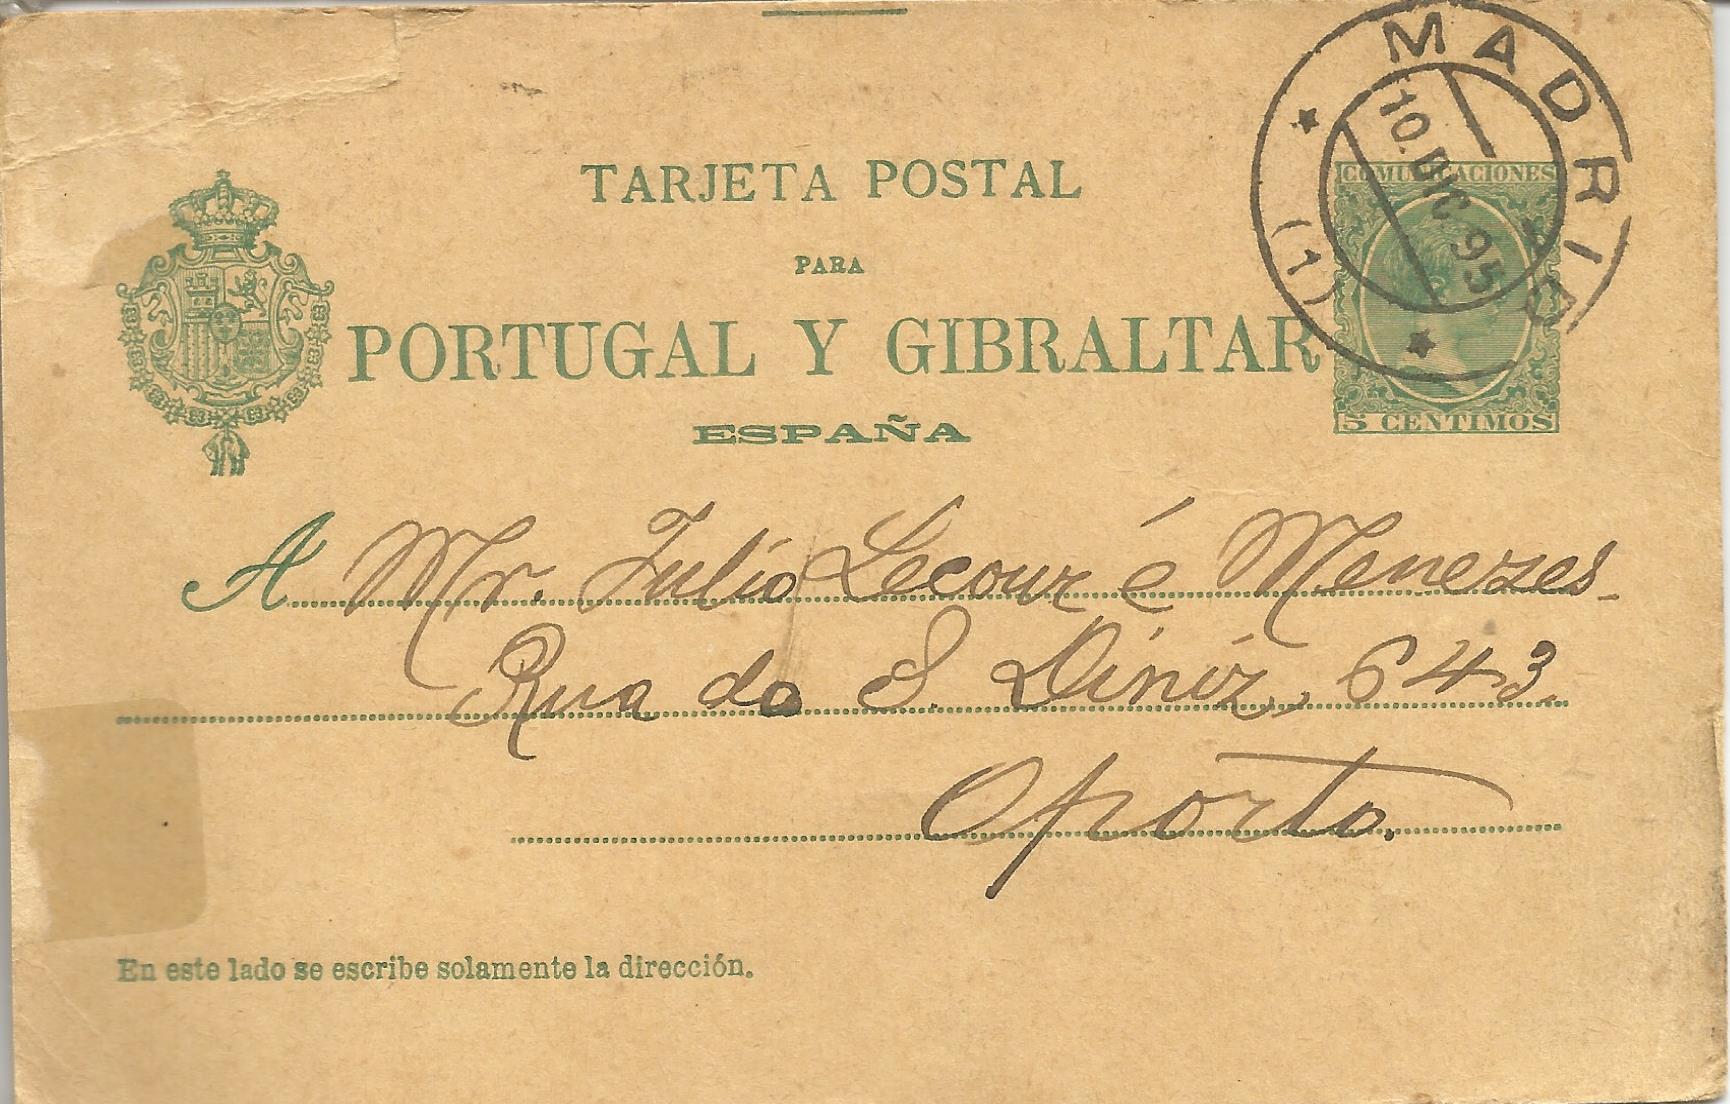 MADRID
(1)
10.DIC.95
TARJETA POSTAL
PARA
PORTUGAL Y GIBRALTAR
ESPAÑA
COMUNICACIONES
5 CENTIMOS
A Mr. Julio Lecour é Menezes
Rua do S. Diniz, 643.
Oporto.
En este lado se escribe solamente la dirección.